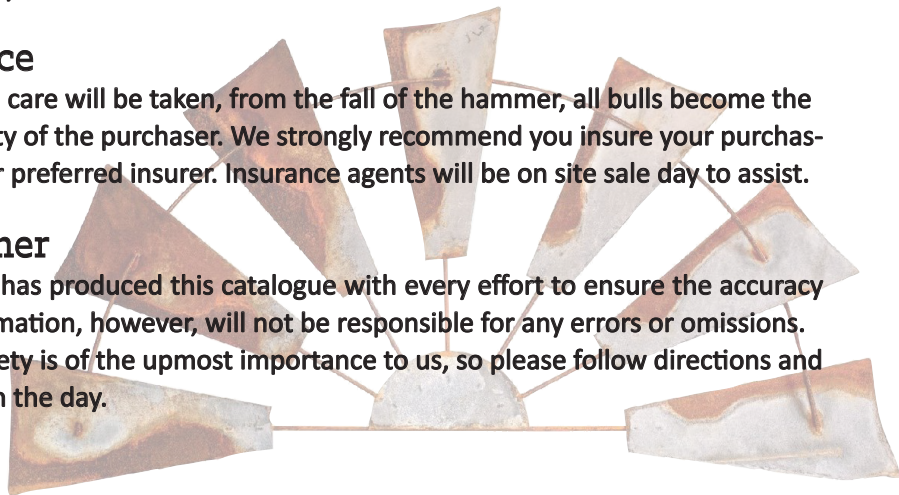 ce
care will be taken, from the fall of the hammer, all bulls become the
ty of the purchaser. We strongly recommend you insure your purchas-
r preferred insurer. Insurance agents will be on site sale day to assist.
ner
has produced this catalogue with every effort to ensure the accuracy
mation, however, will not be responsible for any errors or omissions.
ety is of the upmost importance to us, so please follow directions and
n the day.